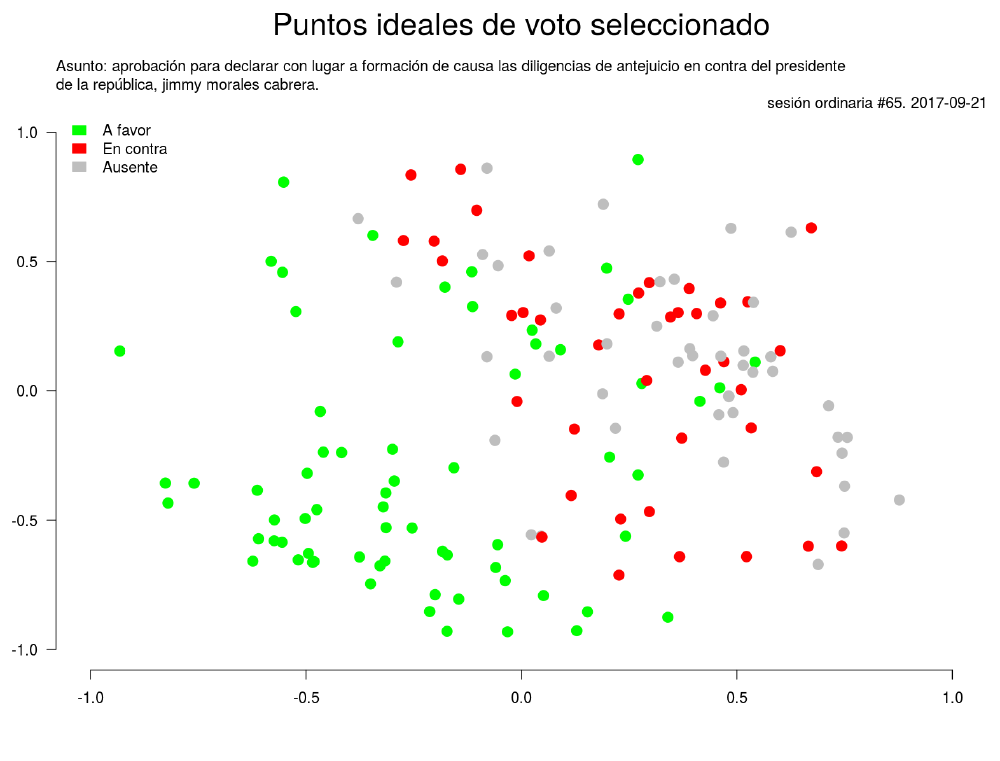 Puntos ideales de voto seleccionado
Asunto: aprobación para declarar con lugar a formación de causa las diligencias de antejuicio en contra del presidente
de la república, jimmy morales cabrera.
sesión ordinaria #65. 2017-09-21
A favor
En contra
Ausente
1.0
0.5
0.0
-0.5
-1.0
-1.0 -0.5 0.0 0.5 1.0